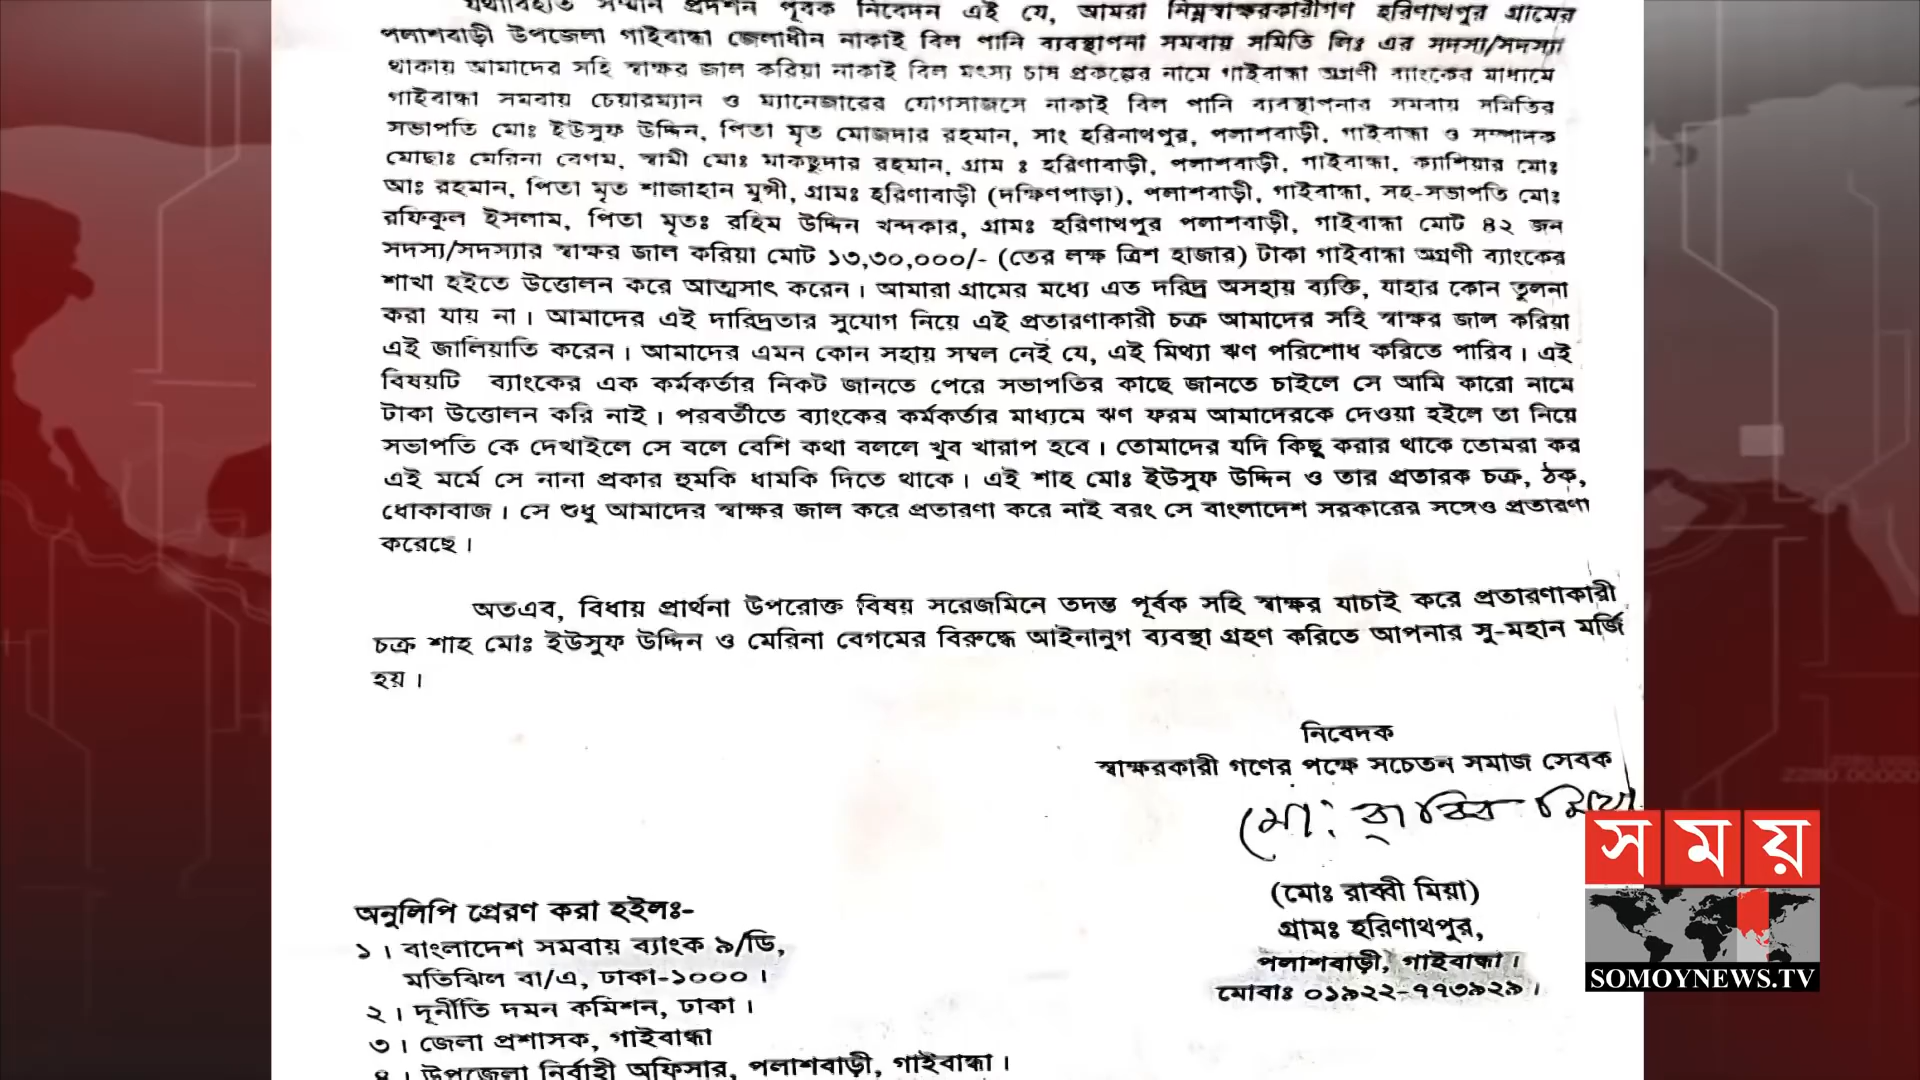 যথাবিহীত সম্মান প্রদর্শন পূর্বক নিবেদন এই যে, আমরা নিম্নস্বাক্ষরকারীগণ হরিণাথপুর গ্রামের
পলাশবাড়ী উপজেলা গাইবান্ধা জেলাধীন নাকাই বিল পানি ব্যবস্থাপনা সমবায় সমিতি লিঃ এর সদস্য/সদস্যা
থাকায় আমাদের সহি স্বাক্ষর জাল করিয়া নাকাই বিল মৎস্য চাষ প্রকল্পের নামে গাইবান্ধা অগ্রণী ব্যাংকের মাধ্যমে
গাইবান্ধা সমবায় চেয়ারম্যান ও ম্যানেজারের যোগসাজসে নাকাই বিল পানি ব্যবস্থাপনার সমবায় সমিতির
সভাপতি মোঃ ইউসুফ উদ্দিন, পিতা মৃত মোজদার রহমান, সাং হরিনাথপুর, পলাশবাড়ী, গাইবান্ধা ও সম্পাদক
মোছাঃ মেরিনা বেগম, স্বামী মোঃ মাকছুদার রহমান, গ্রাম ঃ হরিণাবাড়ী, পলাশবাড়ী, গাইবান্ধা, ক্যাশিয়ার মোঃ
আঃ রহমান, পিতা মৃত শাজাহান মুন্সী, গ্রামঃ হরিণাবাড়ী (দক্ষিণপাড়া), পলাশবাড়ী, গাইবান্ধা, সহ-সভাপতি মোঃ
রফিকুল ইসলাম, পিতা মৃতঃ রহিম উদ্দিন খন্দকার, গ্রামঃ হরিণাথপুর পলাশবাড়ী, গাইবান্ধা মোট ৪২ জন
সদস্য/সদস্যার স্বাক্ষর জাল করিয়া মোট ১৩,৩০,০০০/- (তের লক্ষ ত্রিশ হাজার) টাকা গাইবান্ধা অগ্রণী ব্যাংকের
শাখা হইতে উত্তোলন করে আত্মসাৎ করেন। আমারা গ্রামের মধ্যে এত দরিদ্র অসহায় ব্যক্তি, যাহার কোন তুলনা
করা যায় না। আমাদের এই দারিদ্রতার সুযোগ নিয়ে এই প্রতারণাকারী চক্র আমাদের সহি স্বাক্ষর জাল করিয়া
এই জালিয়াতি করেন। আমাদের এমন কোন সহায় সম্বল নেই যে, এই মিথ্যা ঋণ পরিশোধ করিতে পারিব। এই
বিষয়টি ব্যাংকের এক কর্মকর্তার নিকট জানতে পেরে সভাপতির কাছে জানতে চাইলে সে আমি কারো নামে
টাকা উত্তোলন করি নাই। পরবর্তীতে ব্যাংকের কর্মকর্তার মাধ্যমে ঋণ ফরম আমাদেরকে দেওয়া হইলে তা নিয়ে
সভাপতি কে দেখাইলে সে বলে বেশি কথা বললে খুব খারাপ হবে। তোমাদের যদি কিছু করার থাকে তোমরা কর
এই মর্মে সে নানা প্রকার হুমকি ধামকি দিতে থাকে। এই শাহ মোঃ ইউসুফ উদ্দিন ও তার প্রতারক চক্র, ঠক,
ধোকাবাজ। সে শুধু আমাদের স্বাক্ষর জাল করে প্রতারণা করে নাই বরং সে বাংলাদেশ সরকারের সঙ্গেও প্রতারণা
করেছে।
অতএব, বিধায় প্রার্থনা উপরোক্ত বিষয় সরেজমিনে তদন্ত পূর্বক সহি স্বাক্ষর যাচাই করে প্রতারণাকারী
চক্র শাহ মোঃ ইউসুফ উদ্দিন ও মেরিনা বেগমের বিরুদ্ধে আইনানুগ ব্যবস্থা গ্রহণ করিতে আপনার সু-মহান মর্জি
হয়।
নিবেদক
স্বাক্ষরকারী গণের পক্ষে সচেতন সমাজ সেবক
মো: রাব্বি মিয়া
(মোঃ রাব্বী মিয়া)
গ্রামঃ হরিণাথপুর,
পলাশবাড়ী, গাইবান্ধা।
মোবাঃ ০১৯২২-৭৭৩৯২৯।
অনুলিপি প্রেরণ করা হইলঃ-
১। বাংলাদেশ সমবায় ব্যাংক ৯/ডি,
মতিঝিল বা/এ, ঢাকা-১০০০।
২। দূর্নীতি দমন কমিশন, ঢাকা।
৩। জেলা প্রশাসক, গাইবান্ধা
৪। উপজেলা নির্বাহী অফিসার, পলাশবাড়ী, গাইবান্ধা।
সময়
SOMOYNEWS.TV